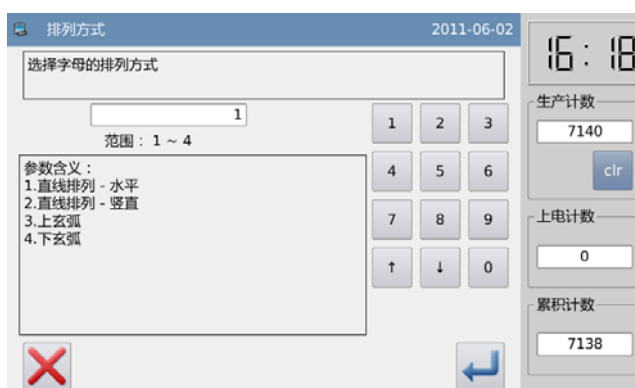 排列方式 2011-06-02
选择字母的排列方式
1
范围：1 ~ 4
参数含义：
1.直线排列 - 水平
2.直线排列 - 竖直
3.上玄弧
4.下玄弧
1 2 3
4 5 6
7 8 9
↑ ↓ 0
16:18
生产计数
7140
clr
上电计数
0
累积计数
7138